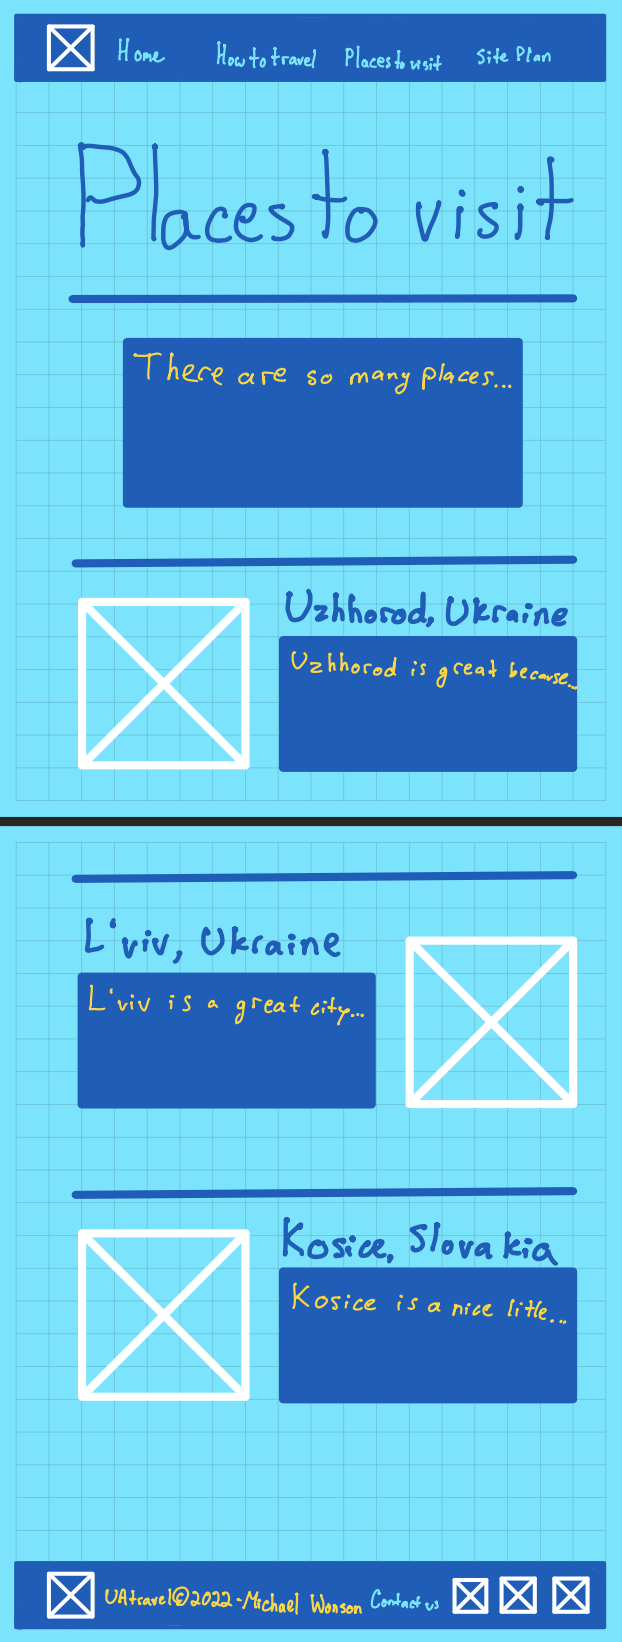 Home How to travel Places to visit Site Plan
Places to visit
There are so many places...
Uzhhorod, Ukraine
Uzhhorod is great because...
L'viv, Ukraine
L'viv is a great city...
Kosice, Slovakia
Kosice is a nice little...
UAtravel©2022-Michael Wonson Contact us